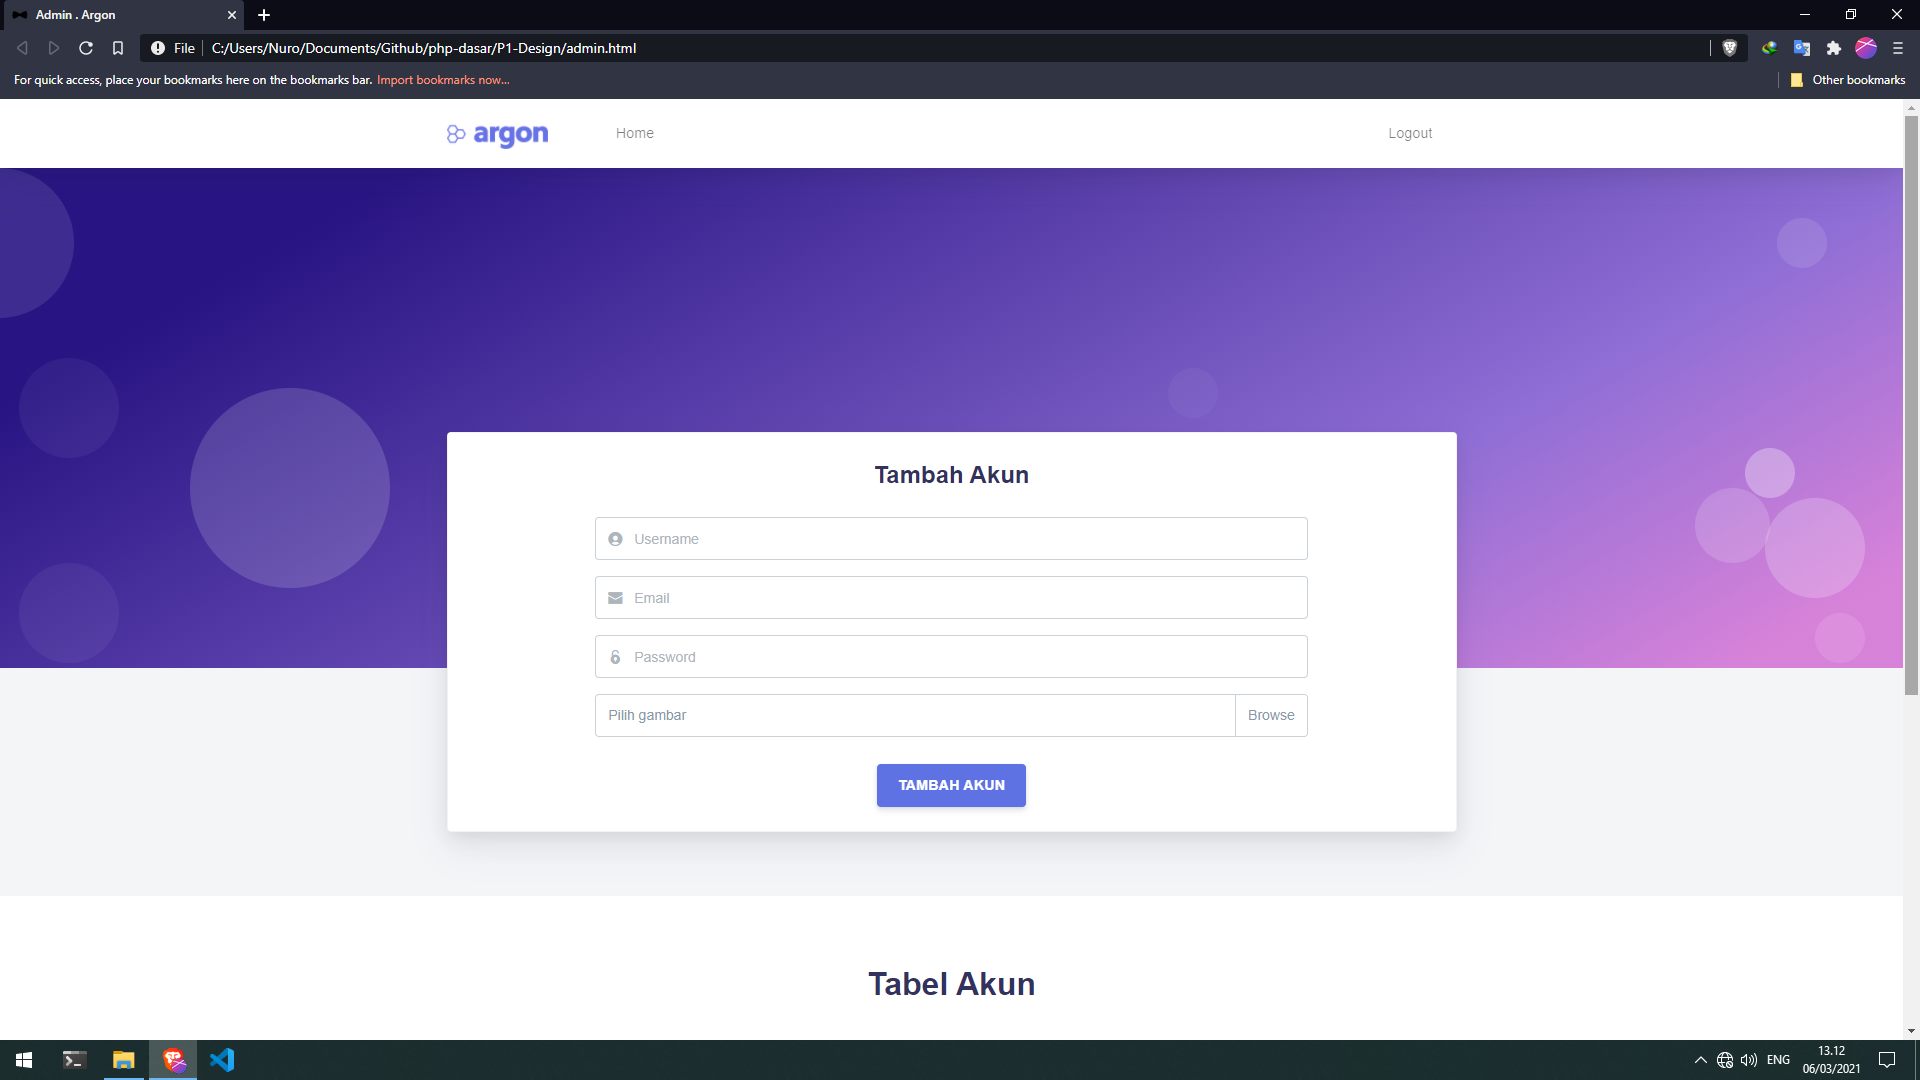 Admin . Argon
File
C:/Users/Nuro/Documents/Github/php-dasar/P1-Design/admin.html
For quick access, place your bookmarks here on the bookmarks bar. Import bookmarks now...
Other bookmarks
argon
Home
Logout
Tambah Akun
Username
Email
Password
Pilih gambar
Browse
TAMBAH AKUN
Tabel Akun
ENG
13.12
06/03/2021